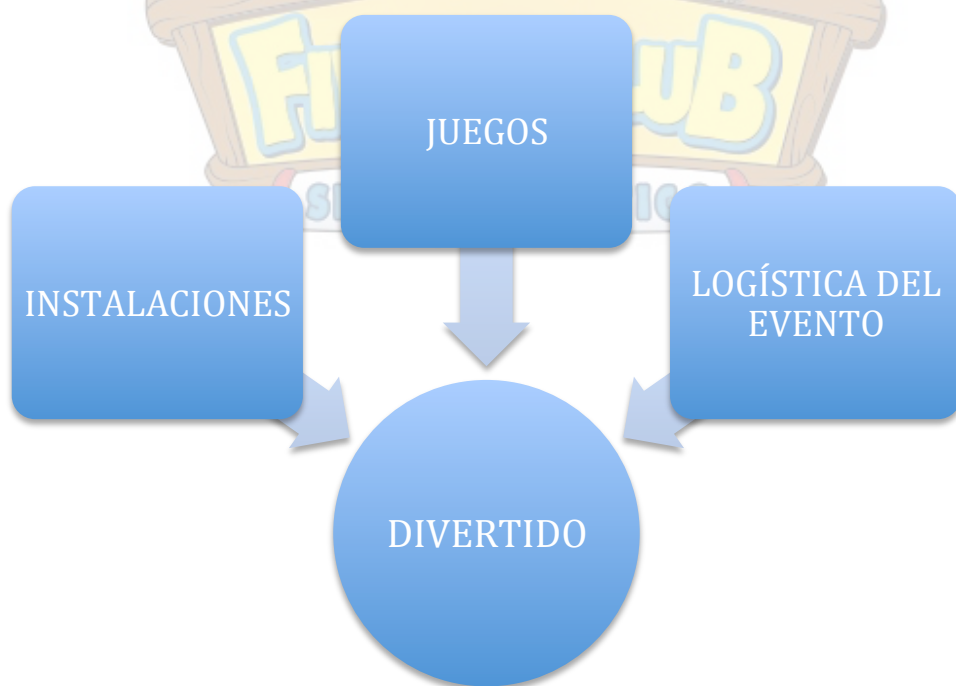 JUEGOS
INSTALACIONES
LOGÍSTICA DEL
EVENTO
DIVERTIDO